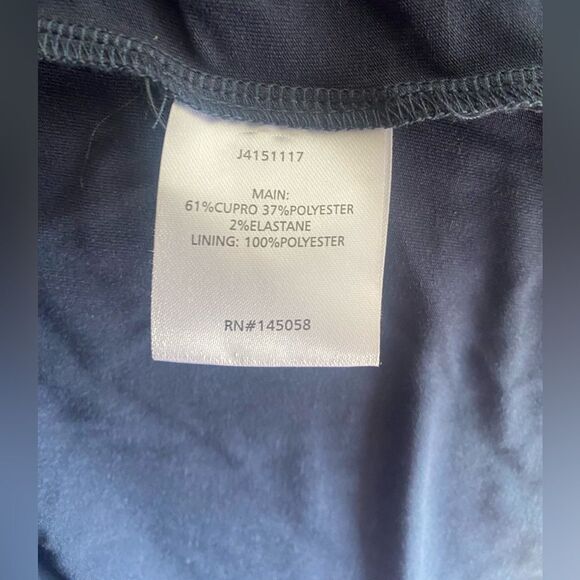 J4151117
MAIN:
61%CUPRO 37%POLYESTER
2%ELASTANE
LINING: 100%POLYESTER
RN#145058